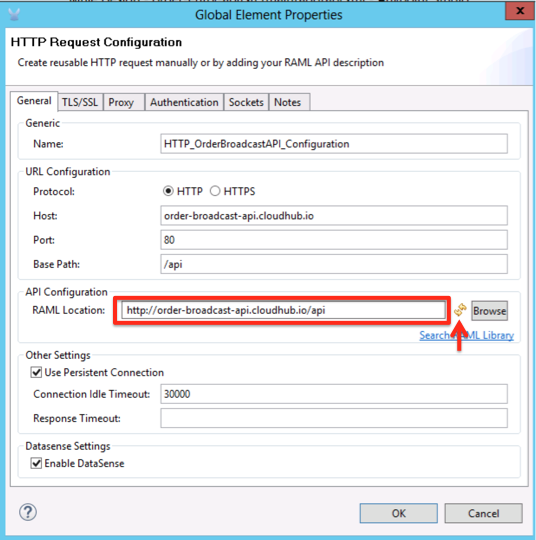 Global Element Properties
x
HTTP Request Configuration
Create reusable HTTP request manually or by adding your RAML API description
General TLS/SSL Proxy Authentication Sockets Notes
Generic
Name: HTTP_OrderBroadcastAPI_Configuration
URL Configuration
Protocol: HTTP HTTPS
Host: order-broadcast-api.cloudhub.io
Port: 80
Base Path: /api
API Configuration
RAML Location: http://order-broadcast-api.cloudhub.io/api Browse
Search RAML Library
Other Settings
Use Persistent Connection
Connection Idle Timeout: 30000
Response Timeout:
Datasense Settings
Enable DataSense
? OK Cancel